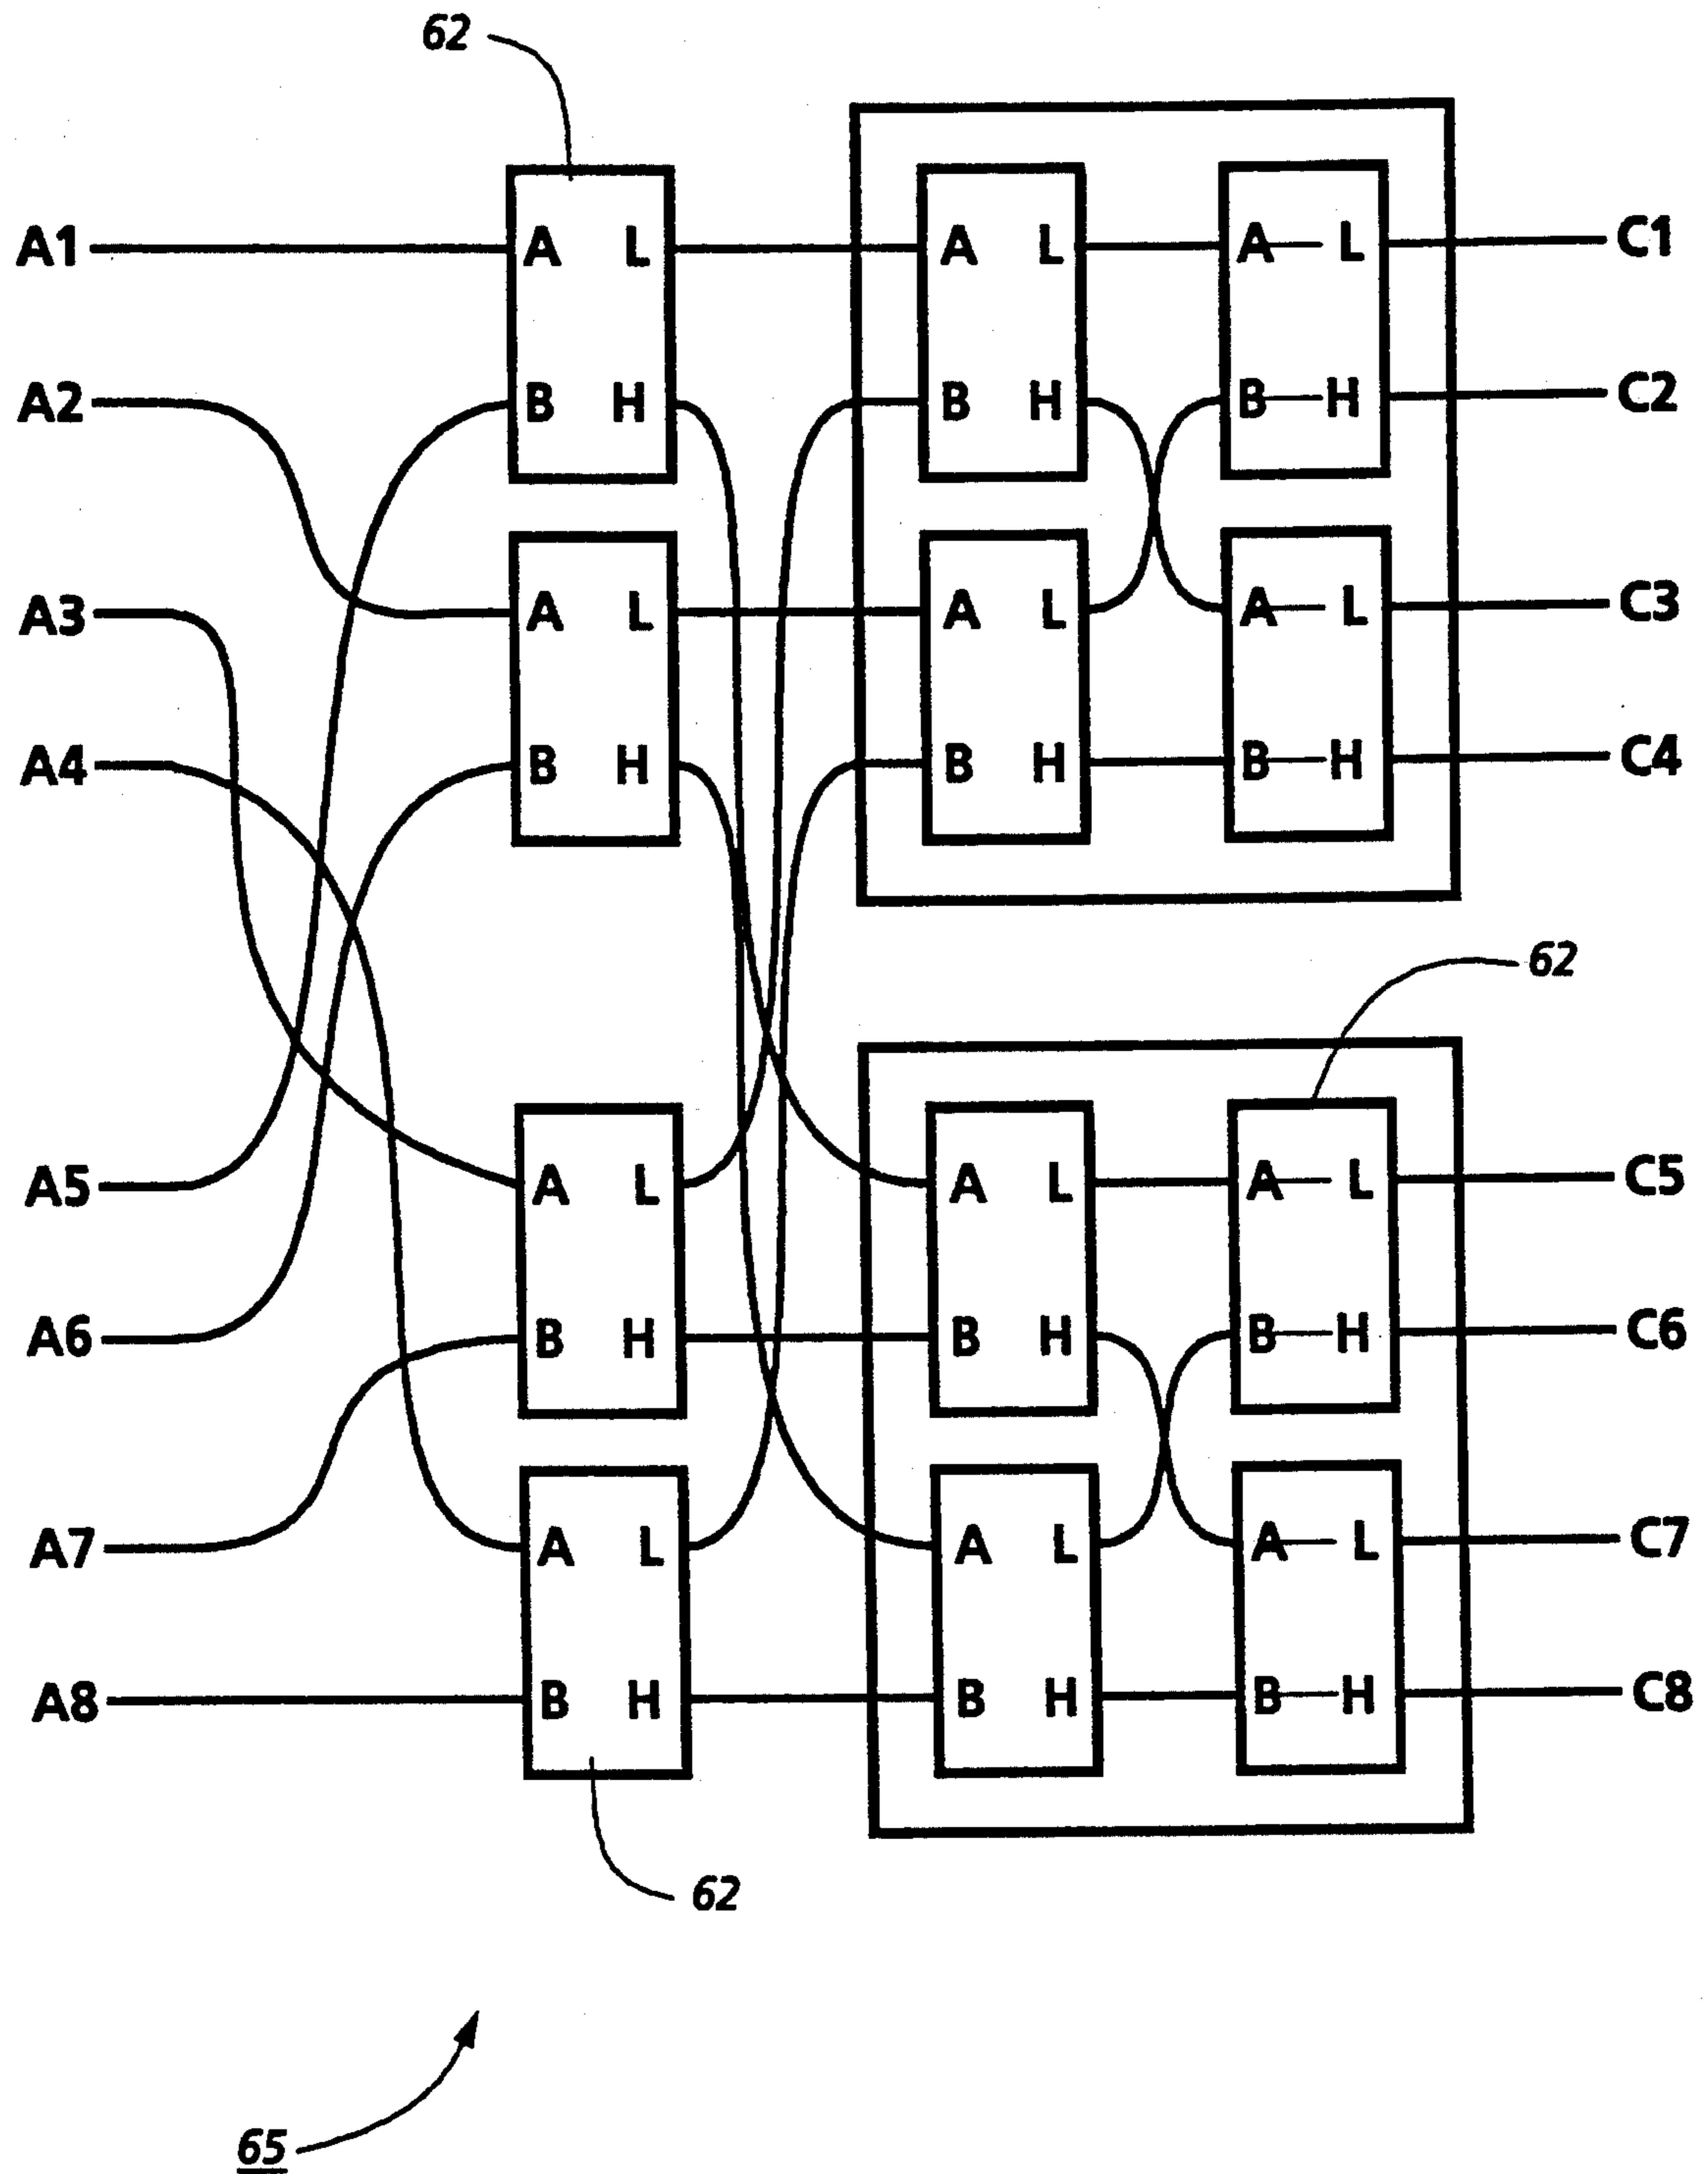 62
A1 A L A L A L C1
A2 B H B H B H C2
A3 A L A L A L C3
A4 B H B H B H C4
62
A5 A L A L A L C5
A6 B H B H B H C6
A7 A L A L A L C7
A8 B H B H B H C8
62
65